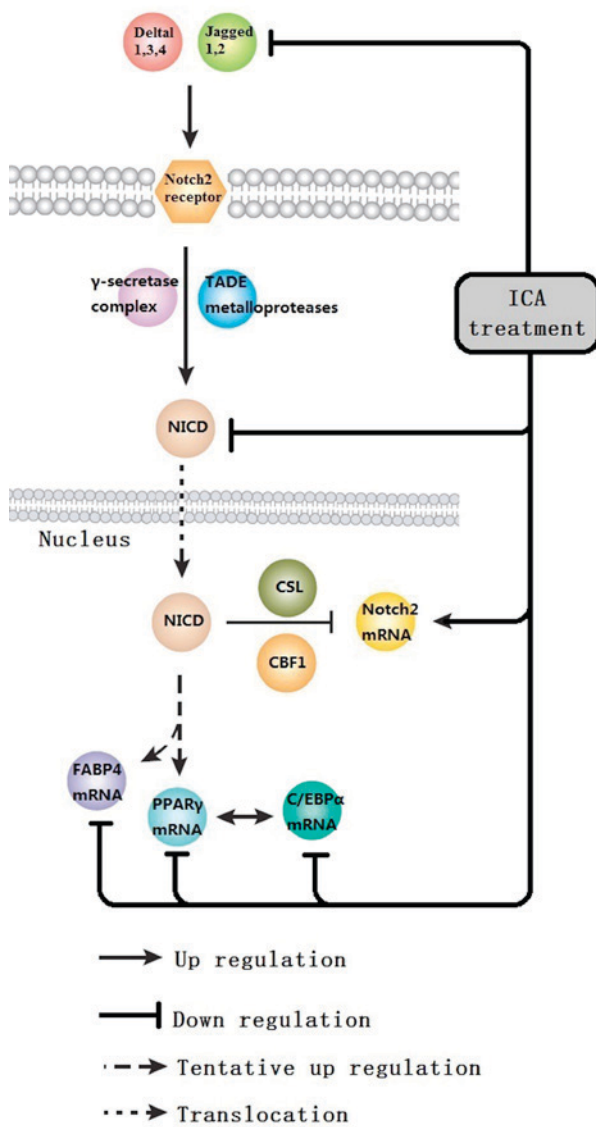 Deltal
1,3,4
Jagged
1,2
Notch2
receptor
γ-secretase
complex
TADE
metalloproteases
ICA
treatment
NICD
Nucleus
NICD
CSL
CBF1
Notch2
mRNA
FABP4
mRNA
PPARγ
mRNA
C/EBPα
mRNA
Up regulation
Down regulation
Tentative up regulation
Translocation